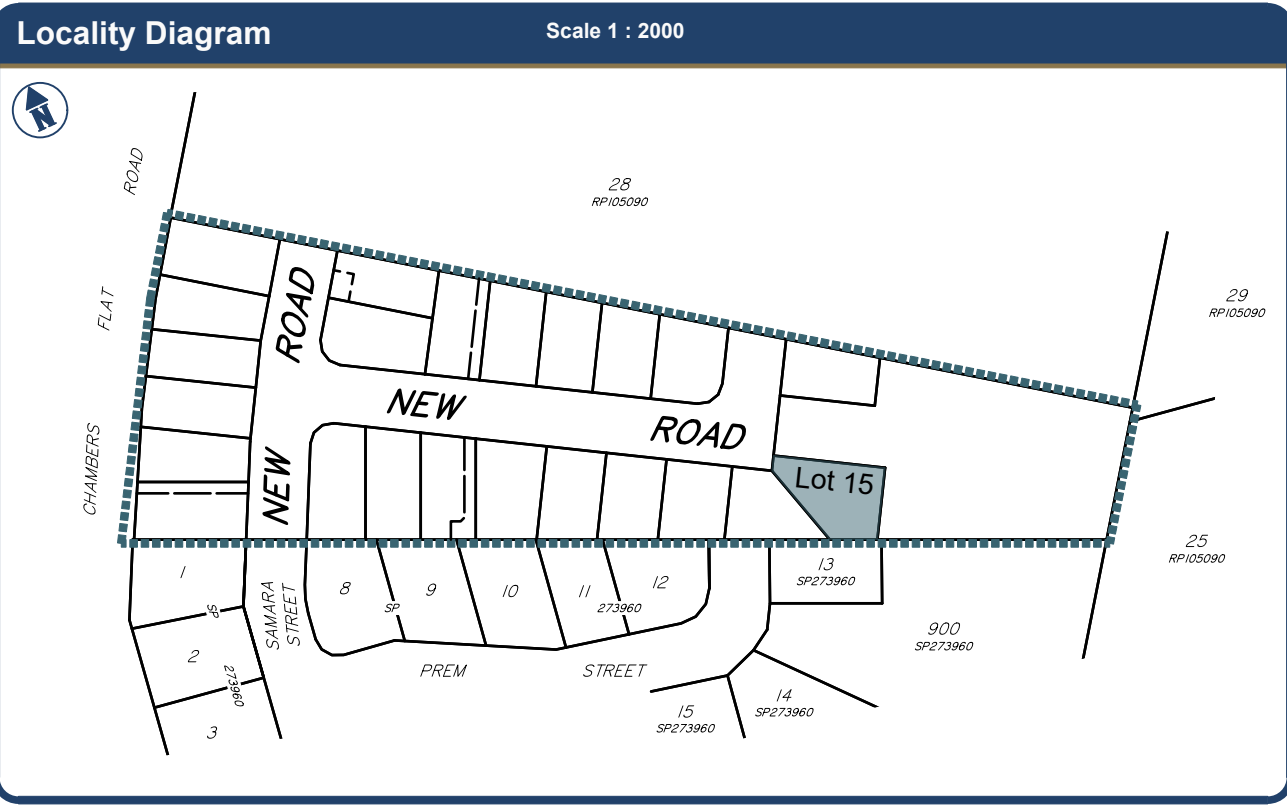 Locality Diagram
Scale 1 : 2000
N
ROAD
28
RP105090
FLAT
29
RP105090
ROAD
NEW
ROAD
CHAMBERS
NEW
Lot 15
25
RP105090
1
SAMARA
STREET
8
SP
9
10
11
273960
12
13
SP273960
SP
2
273960
3
PREM
STREET
900
SP273960
15
SP273960
14
SP273960